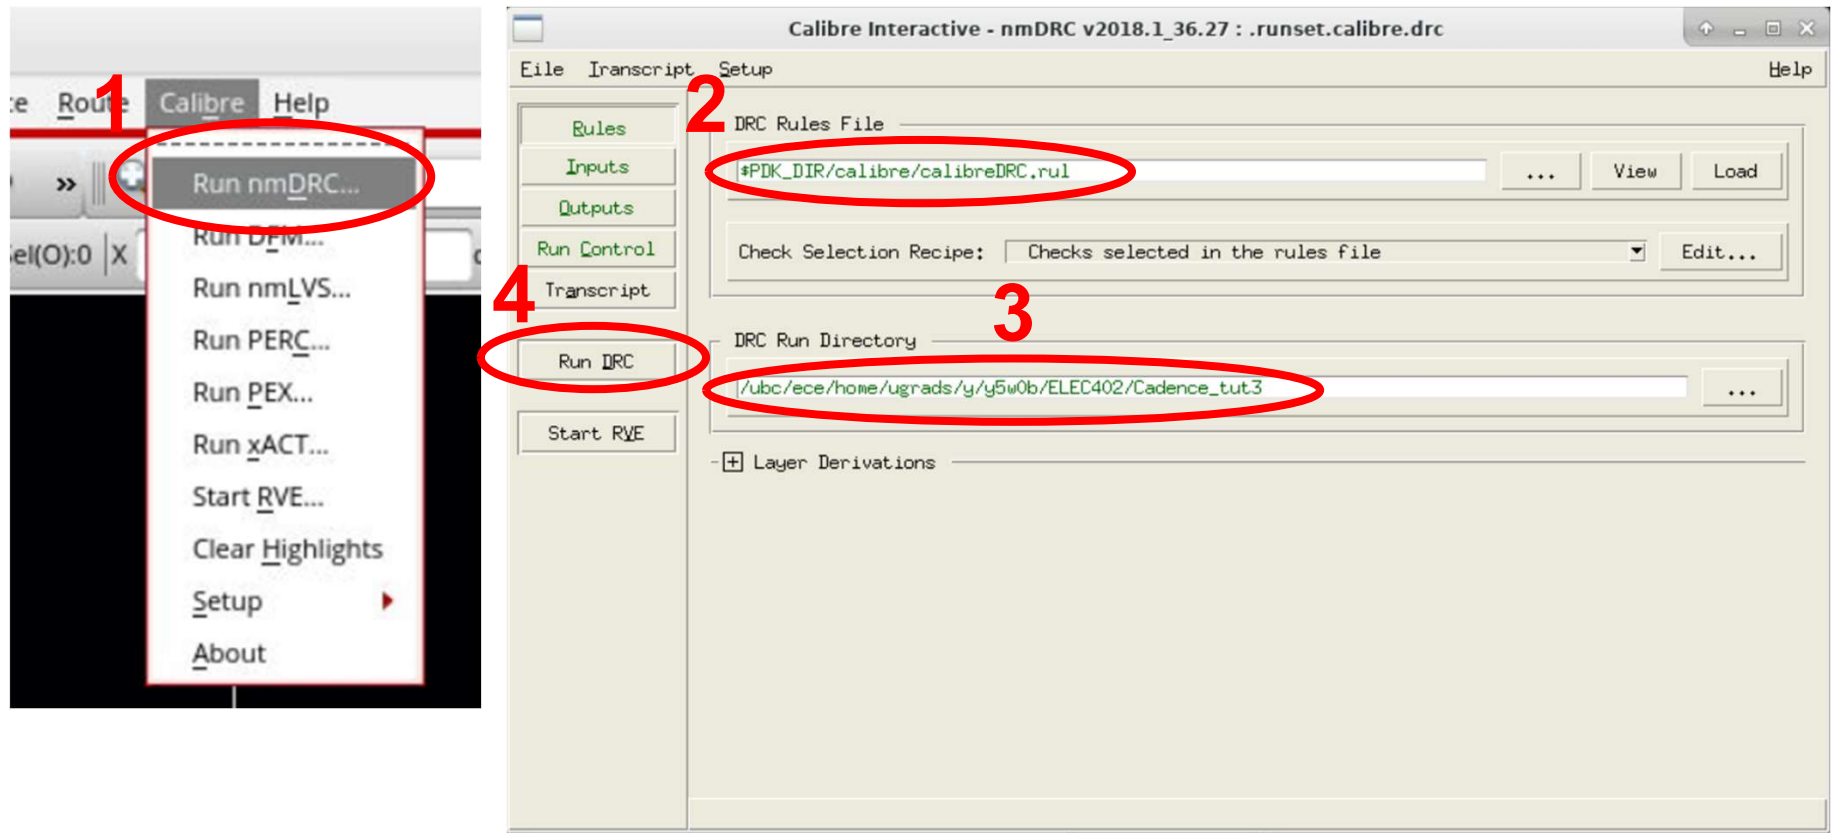 1
Route Calibre Help
»
Run nmDRC...
Sel(O):0 X
Run DFM...
Run nmLVS...
Run PERC...
Run PEX...
Run xACT...
Start RVE...
Clear Highlights
Setup
About
Calibre Interactive - nmDRC v2018.1_36.27 : .runset.calibre.drc
File Transcript Setup Help
2
Rules
Inputs
Outputs
Run Control
Transcript
4
Run DRC
Start RVE
DRC Rules File
$PDK_DIR/calibre/calibreDRC.rul ... View Load
Check Selection Recipe: Checks selected in the rules file Edit...
3
DRC Run Directory
/ubc/ece/home/ugrads/y/y5w0b/ELEC402/Cadence_tut3 ...
+ Layer Derivations